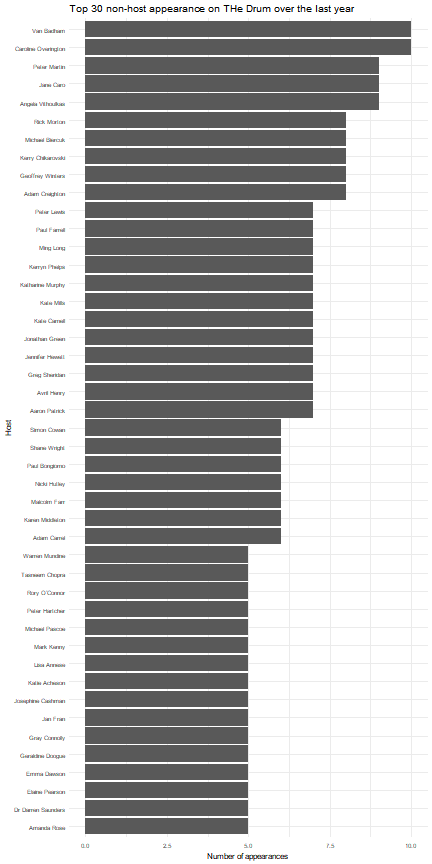 Top 30 non-host appearance on THe Drum over the last year
Van Badham
Caroline Overington
Peter Martin
Jane Caro
Angela Vithoulkas
Rick Morton
Michael Biercuk
Kerry Chikarovski
Geoffrey Winters
Adam Creighton
Peter Lewis
Paul Farrell
Ming Long
Kerryn Phelps
Katharine Murphy
Kate Mills
Kate Carnell
Jonathan Green
Jennifer Hewett
Greg Sheridan
Avril Henry
Aaron Patrick
Simon Cowan
Shane Wright
Paul Bongiorno
Nicki Hutley
Malcolm Farr
Karen Middleton
Adam Carrel
Warren Mundine
Tasneem Chopra
Rory O'Connor
Peter Hartcher
Michael Pascoe
Mark Kenny
Lisa Annese
Katie Acheson
Josephine Cashman
Jan Fran
Gray Connolly
Geraldine Doogue
Emma Dawson
Elaine Pearson
Dr Darren Saunders
Amanda Rose
Host
0.0 2.5 5.0 7.5 10.0
Number of appearances